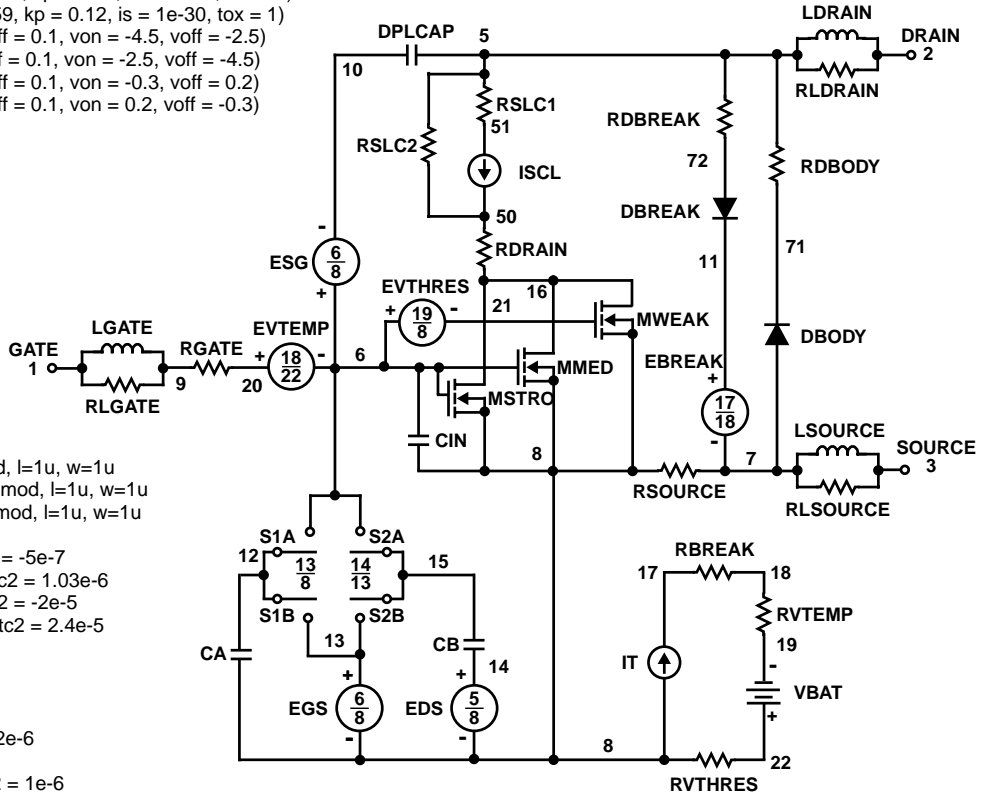 59, kp = 0.12, is = 1e-30, tox = 1)
ff = 0.1, von = -4.5, voff = -2.5)
f = 0.1, von = -2.5, voff = -4.5)
ff = 0.1, von = -0.3, voff = 0.2)
ff = 0.1, von = 0.2, voff = -0.3)
DPLCAP
5
10
LDRAIN
DRAIN
2
RLDRAIN
RSLC1
51
RSLC2
ISCL
50
RDRAIN
RDBREAK
72
RDBODY
DBREAK
71
11
-
ESG
6
8
+
EVTHRES
+
19
8
-
21
16
MWEAK
DBODY
EBREAK
+
17
18
-
LGATE
GATE
1
RLGATE
9
RGATE
20
EVTEMP
+
18
22
-
6
MMED
MSTRO
CIN
8
RSOURCE
7
LSOURCE
SOURCE
3
RLSOURCE
d, l=1u, w=1u
mod, l=1u, w=1u
mod, l=1u, w=1u
= -5e-7
c2 = 1.03e-6
2 = -2e-5
tc2 = 2.4e-5
2e-6
= 1e-6
S1A
S2A
12
13
8
14
13
15
S1B
S2B
13
CA
CB
14
+
EGS
6
8
-
+
EDS
5
8
-
8
RBREAK
17
18
RVTEMP
19
IT
-
VBAT
+
22
RVTHRES